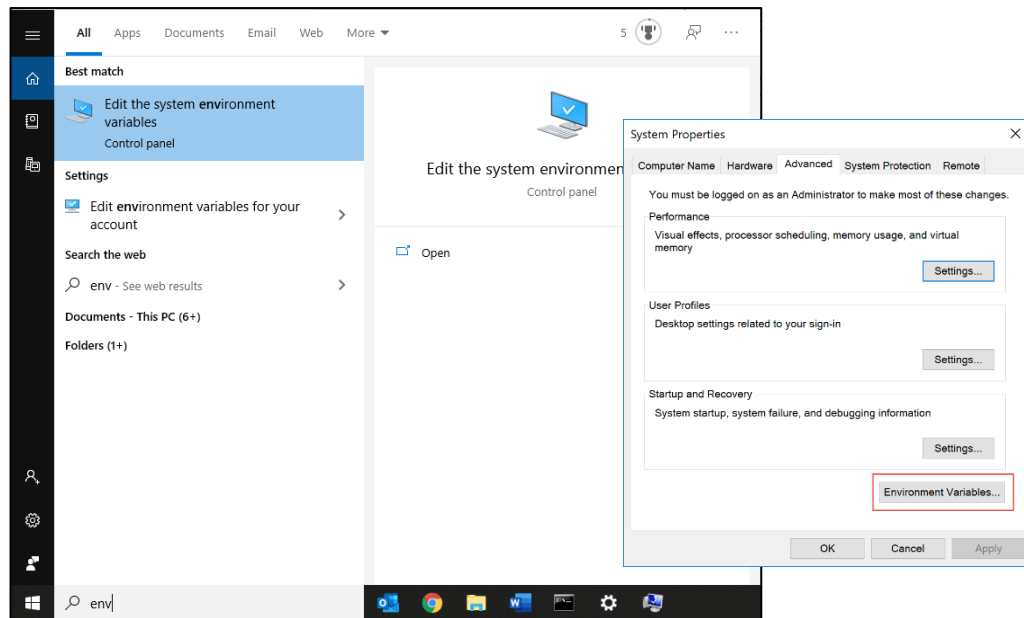 All Apps Documents Email Web More 5 ...
Best match
Edit the system environment
variables
Control panel
Settings
Edit environment variables for your
account
Search the web
env - See web results
Documents - This PC (6+)
Folders (1+)
env
Edit the system environmen
Control panel
Open
System Properties
Computer Name Hardware Advanced System Protection Remote
You must be logged on as an Administrator to make most of these changes.
Performance
Visual effects, processor scheduling, memory usage, and virtual
memory
Settings...
User Profiles
Desktop settings related to your sign-in
Settings...
Startup and Recovery
System startup, system failure, and debugging information
Settings...
Environment Variables...
OK Cancel Apply